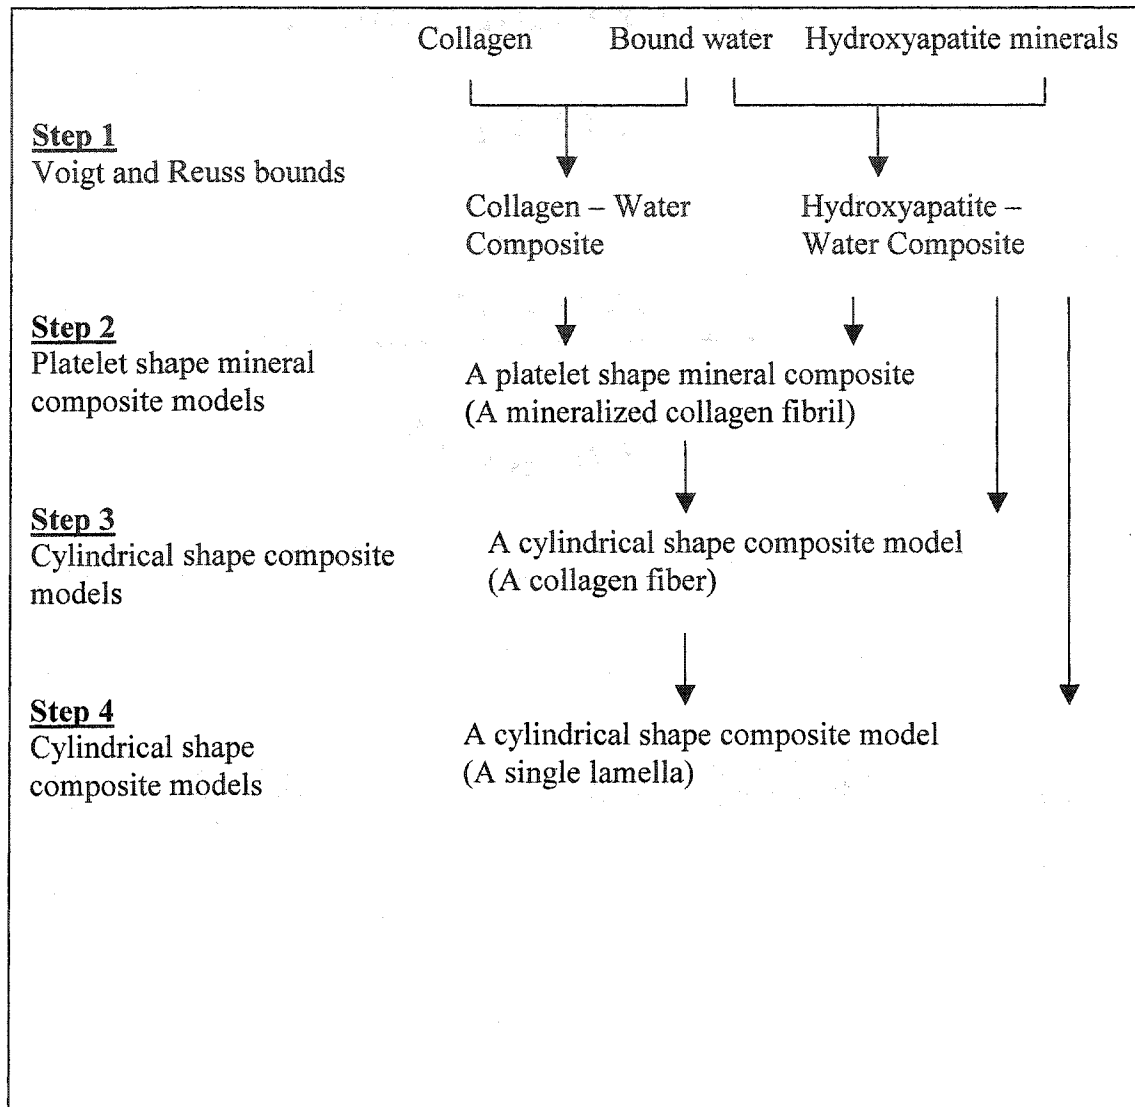 Collagen Bound water Hydroxyapatite minerals
Step 1
Voigt and Reuss bounds
Collagen – Water
Composite
Hydroxyapatite –
Water Composite
Step 2
Platelet shape mineral
composite models
A platelet shape mineral composite
(A mineralized collagen fibril)
Step 3
Cylindrical shape composite
models
A cylindrical shape composite model
(A collagen fiber)
Step 4
Cylindrical shape
composite models
A cylindrical shape composite model
(A single lamella)